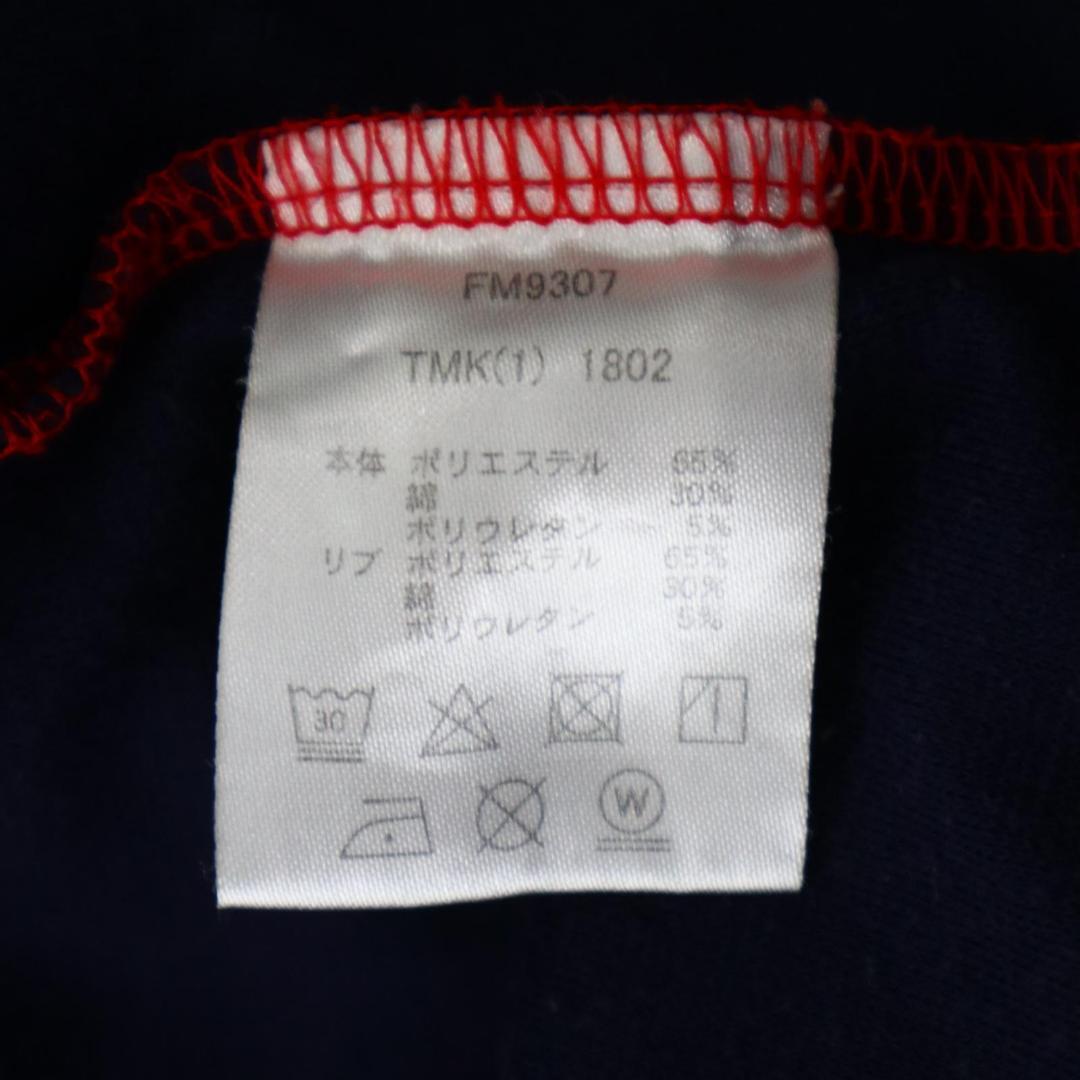 FM9307
TMK(1) 1802
本体 ポリエステル 65%
綿 30%
ポリウレタン 5%
リブ ポリエステル 65%
綿 30%
ポリウレタン 5%
30
W